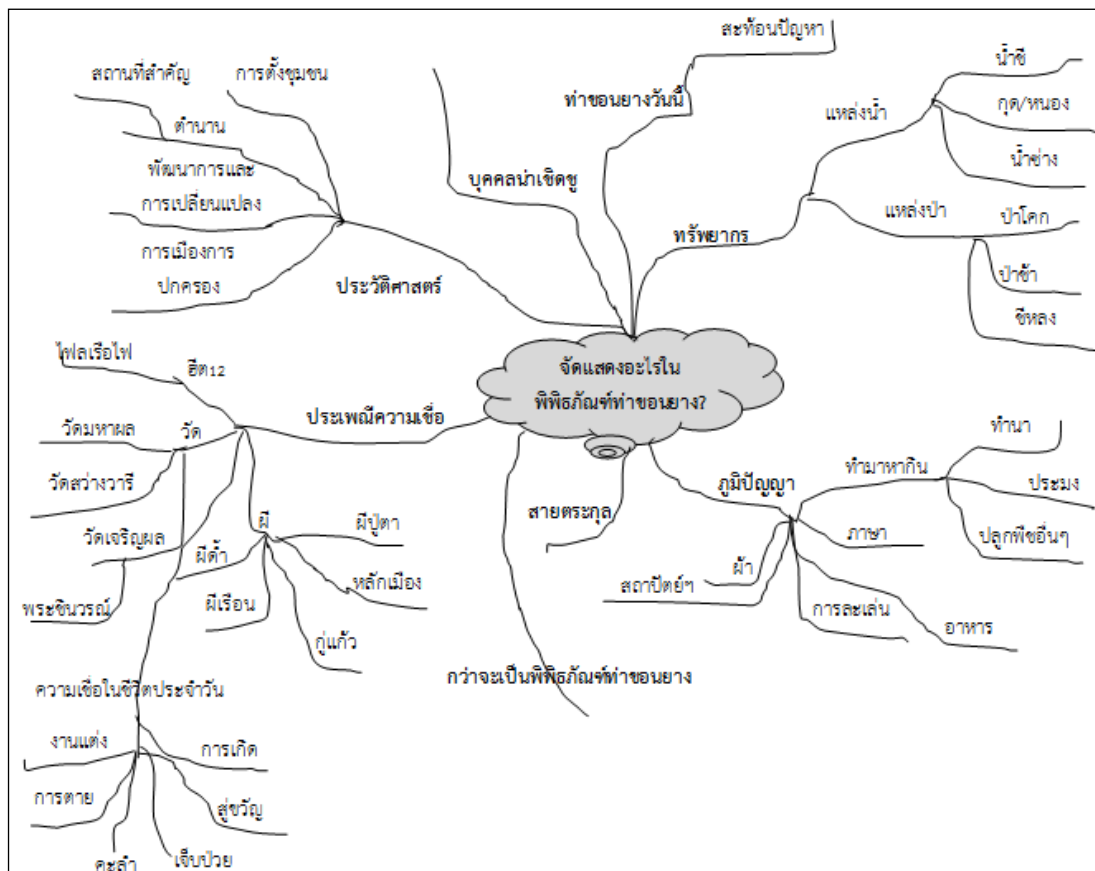 จัดแสดงอะไรใน
พิพิธภัณฑ์ท่าขอนยาง?
ประวัติศาสตร์
การตั้งชุมชน
สถานที่สำคัญ
ตำนาน
พัฒนาการและ
การเปลี่ยนแปลง
การเมืองการ
ปกครอง
บุคคลน่าเชิดชู
ท่าขอนยางวันนี้
สะท้อนปัญหา
ทรัพยากร
แหล่งน้ำ
น้ำชี
กุด/หนอง
น้ำซ่าง
แหล่งป่า
ป่าโคก
ป่าช้า
ชีหลง
ประเพณีความเชื่อ
ฮีต12
ไฟลเรือไฟ
วัด
วัดมหาผล
วัดสว่างวารี
วัดเจริญผล
พระชินวรณ์
ผี
ผีปู่ตา
หลักเมือง
กู่แก้ว
ผีเรือน
ผีด้ำ
ความเชื่อในชีวิตประจำวัน
งานแต่ง
การเกิด
การตาย
สู่ขวัญ
คะลำ
เจ็บป่วย
สายตระกูล
กว่าจะเป็นพิพิธภัณฑ์ท่าขอนยาง
ภูมิปัญญา
ทำมาหากิน
ทำนา
ประมง
ปลูกพืชอื่นๆ
ภาษา
ผ้า
สถาปัตย์ฯ
การละเล่น
อาหาร